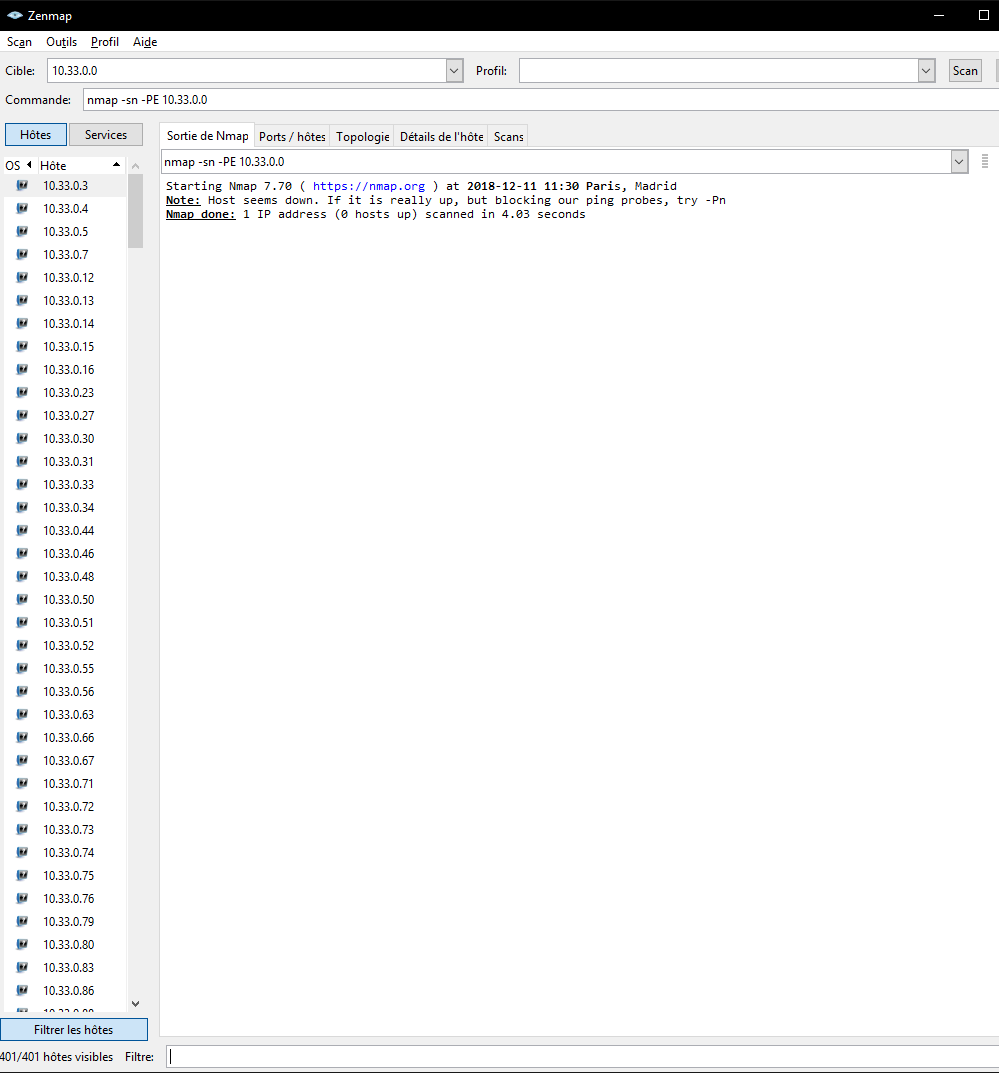 Zenmap
Scan Outils Profil Aide
Cible: 10.33.0.0 Profil: Scan
Commande: nmap -sn -PE 10.33.0.0
Hôtes Services
OS Hôte
10.33.0.3
10.33.0.4
10.33.0.5
10.33.0.7
10.33.0.12
10.33.0.13
10.33.0.14
10.33.0.15
10.33.0.16
10.33.0.23
10.33.0.27
10.33.0.30
10.33.0.31
10.33.0.33
10.33.0.34
10.33.0.44
10.33.0.46
10.33.0.48
10.33.0.50
10.33.0.51
10.33.0.52
10.33.0.55
10.33.0.56
10.33.0.63
10.33.0.66
10.33.0.67
10.33.0.71
10.33.0.72
10.33.0.73
10.33.0.74
10.33.0.75
10.33.0.76
10.33.0.79
10.33.0.80
10.33.0.83
10.33.0.86
Filtrer les hôtes
Sortie de Nmap Ports / hôtes Topologie Détails de l'hôte Scans
nmap -sn -PE 10.33.0.0
Starting Nmap 7.70 ( https://nmap.org ) at 2018-12-11 11:30 Paris, Madrid
Note: Host seems down. If it is really up, but blocking our ping probes, try -Pn
Nmap done: 1 IP address (0 hosts up) scanned in 4.03 seconds
401/401 hôtes visibles Filtre: